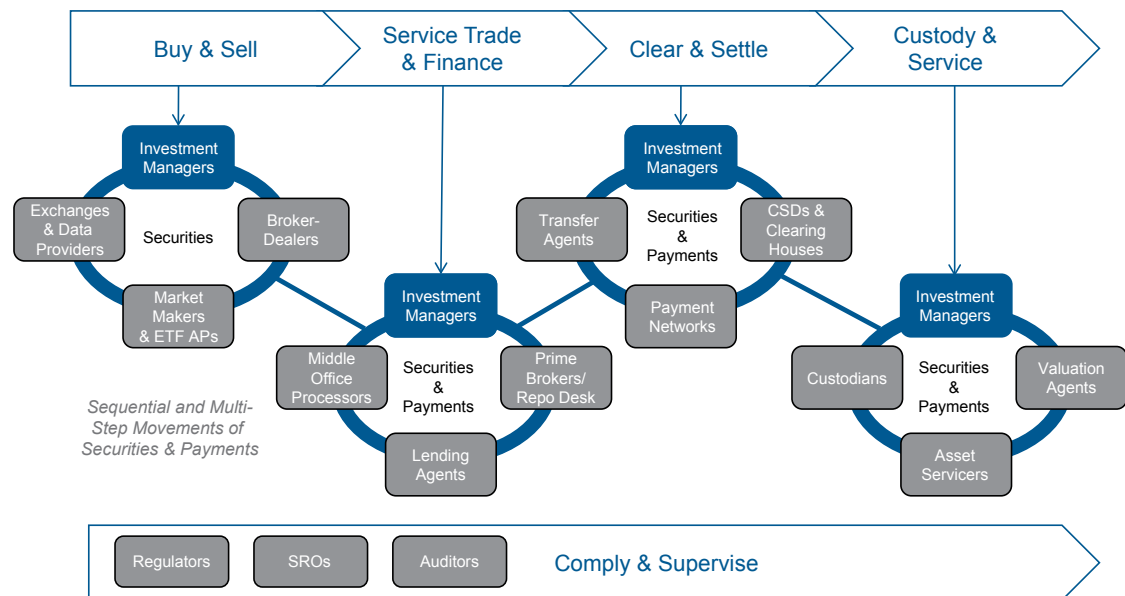 Buy & Sell
Service Trade
& Finance
Clear & Settle
Custody &
Service
Investment
Managers
Exchanges
& Data
Providers
Securities
Broker-
Dealers
Market
Makers
& ETF APs
Investment
Managers
Middle
Office
Processors
Securities
&
Payments
Prime
Brokers/
Repo Desk
Lending
Agents
Investment
Managers
Transfer
Agents
Securities
&
Payments
CSDs &
Clearing
Houses
Payment
Networks
Investment
Managers
Custodians
Securities
&
Payments
Valuation
Agents
Asset
Servicers
Sequential and Multi-
Step Movements of
Securities & Payments
Regulators
SROs
Auditors
Comply & Supervise